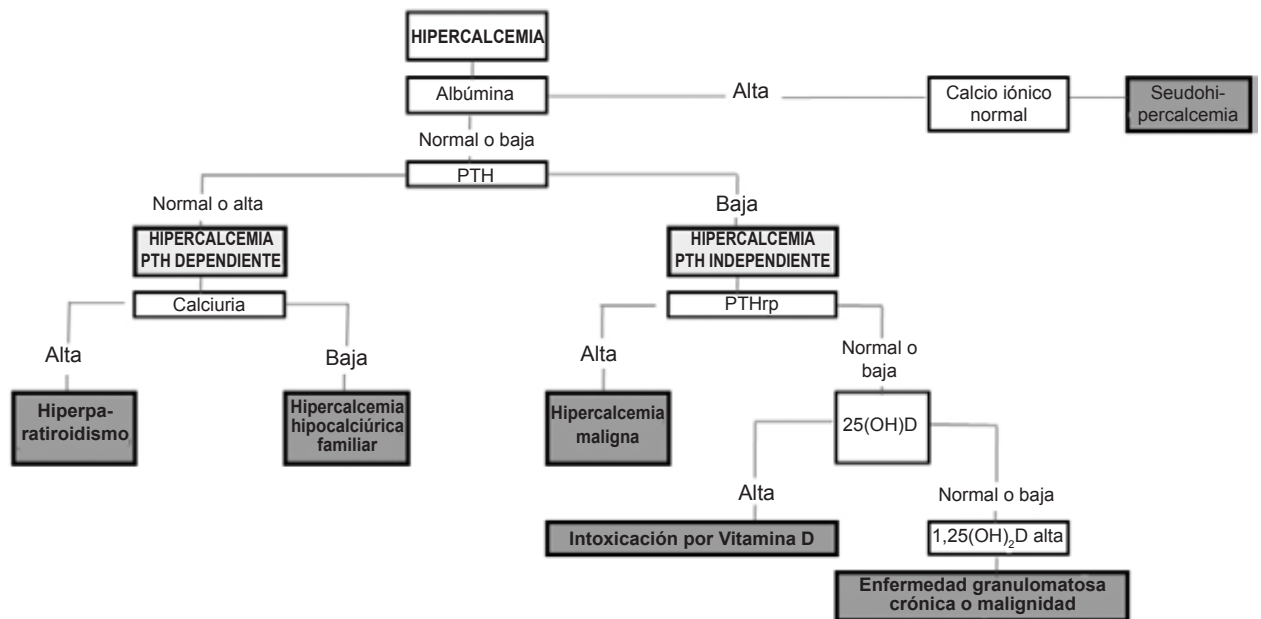 HIPERCALCEMIA
Albúmina
Alta
Calcio iónico
normal
Seudohi-
percalcemia
Normal o baja
PTH
Normal o alta
Baja
HIPERCALCEMIA
PTH DEPENDIENTE
HIPERCALCEMIA
PTH INDEPENDIENTE
Calciuria
PTHrp
Alta
Baja
Alta
Normal o
baja
Hiperpa-
ratiroidismo
Hipercalcemia
hipocalciúrica
familiar
Hipercalcemia
maligna
25(OH)D
Alta
Normal o baja
Intoxicación por Vitamina D
1,25(OH)₂D alta
Enfermedad granulomatosa
crónica o malignidad